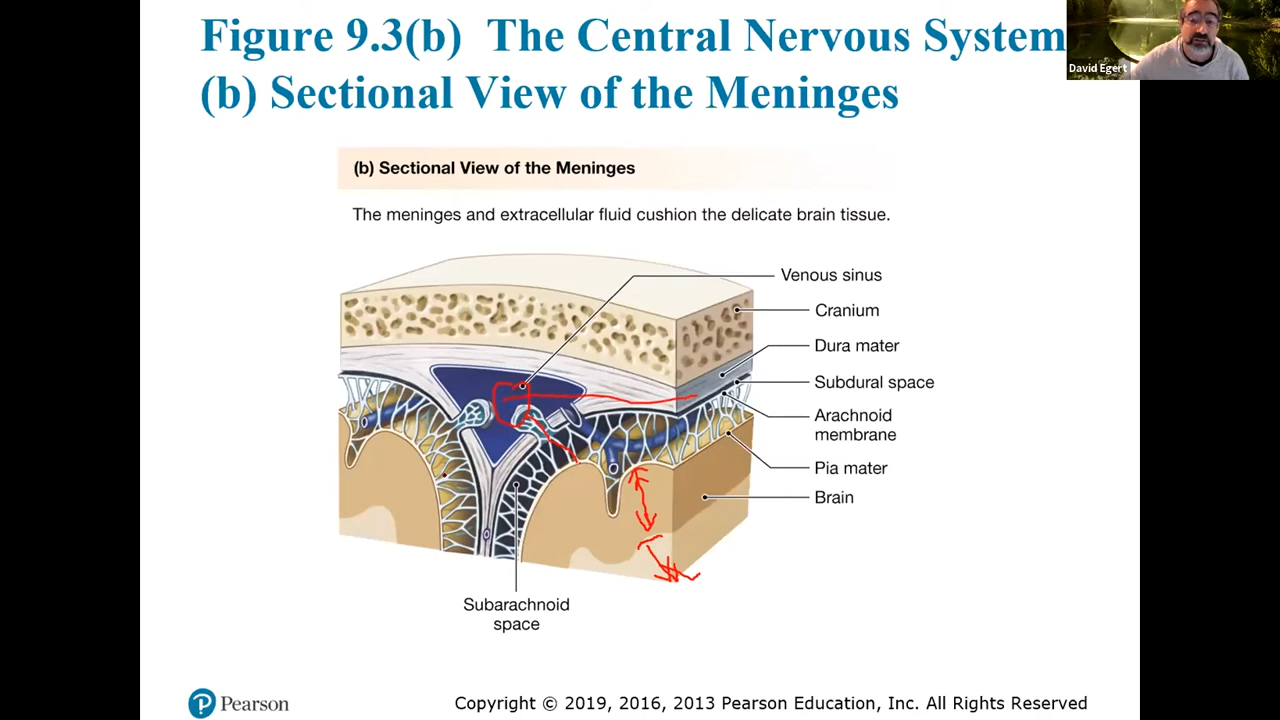 Figure 9.3(b) The Central Nervous System
(b) Sectional View of the Meninges
David Egert
(b) Sectional View of the Meninges
The meninges and extracellular fluid cushion the delicate brain tissue.
Venous sinus
Cranium
Dura mater
Subdural space
Arachnoid
membrane
Pia mater
Brain
Subarachnoid
space
Pearson
Copyright © 2019, 2016, 2013 Pearson Education, Inc. All Rights Reserved